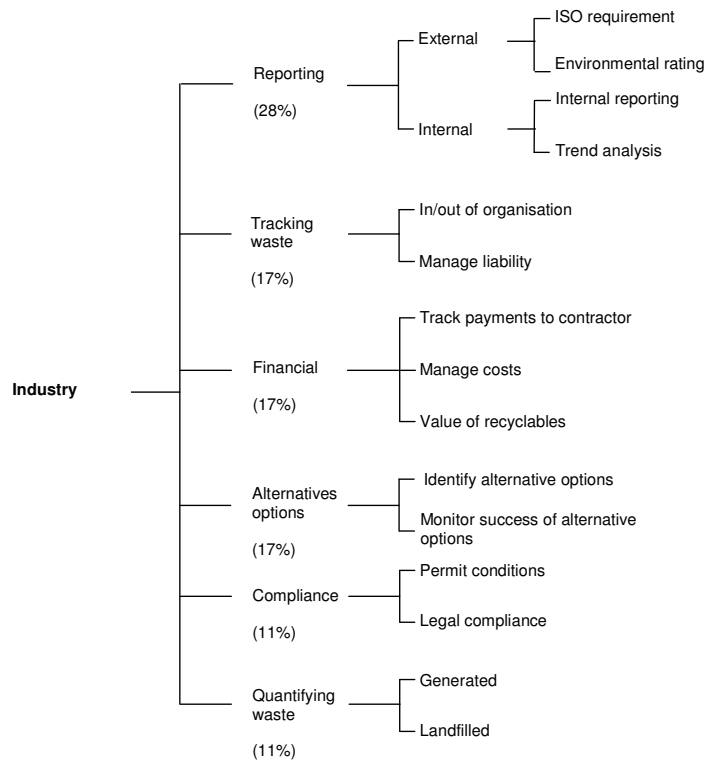 ISO requirement
External
Environmental rating
Reporting
(28%)
Internal reporting
Internal
Trend analysis
In/out of organisation
Tracking
waste
(17%)
Manage liability
Track payments to contractor
Financial
(17%)
Manage costs
Value of recyclables
Industry
Identify alternative options
Alternatives
options
(17%)
Monitor success of alternative
options
Permit conditions
Compliance
(11%)
Legal compliance
Generated
Quantifying
waste
(11%)
Landfilled